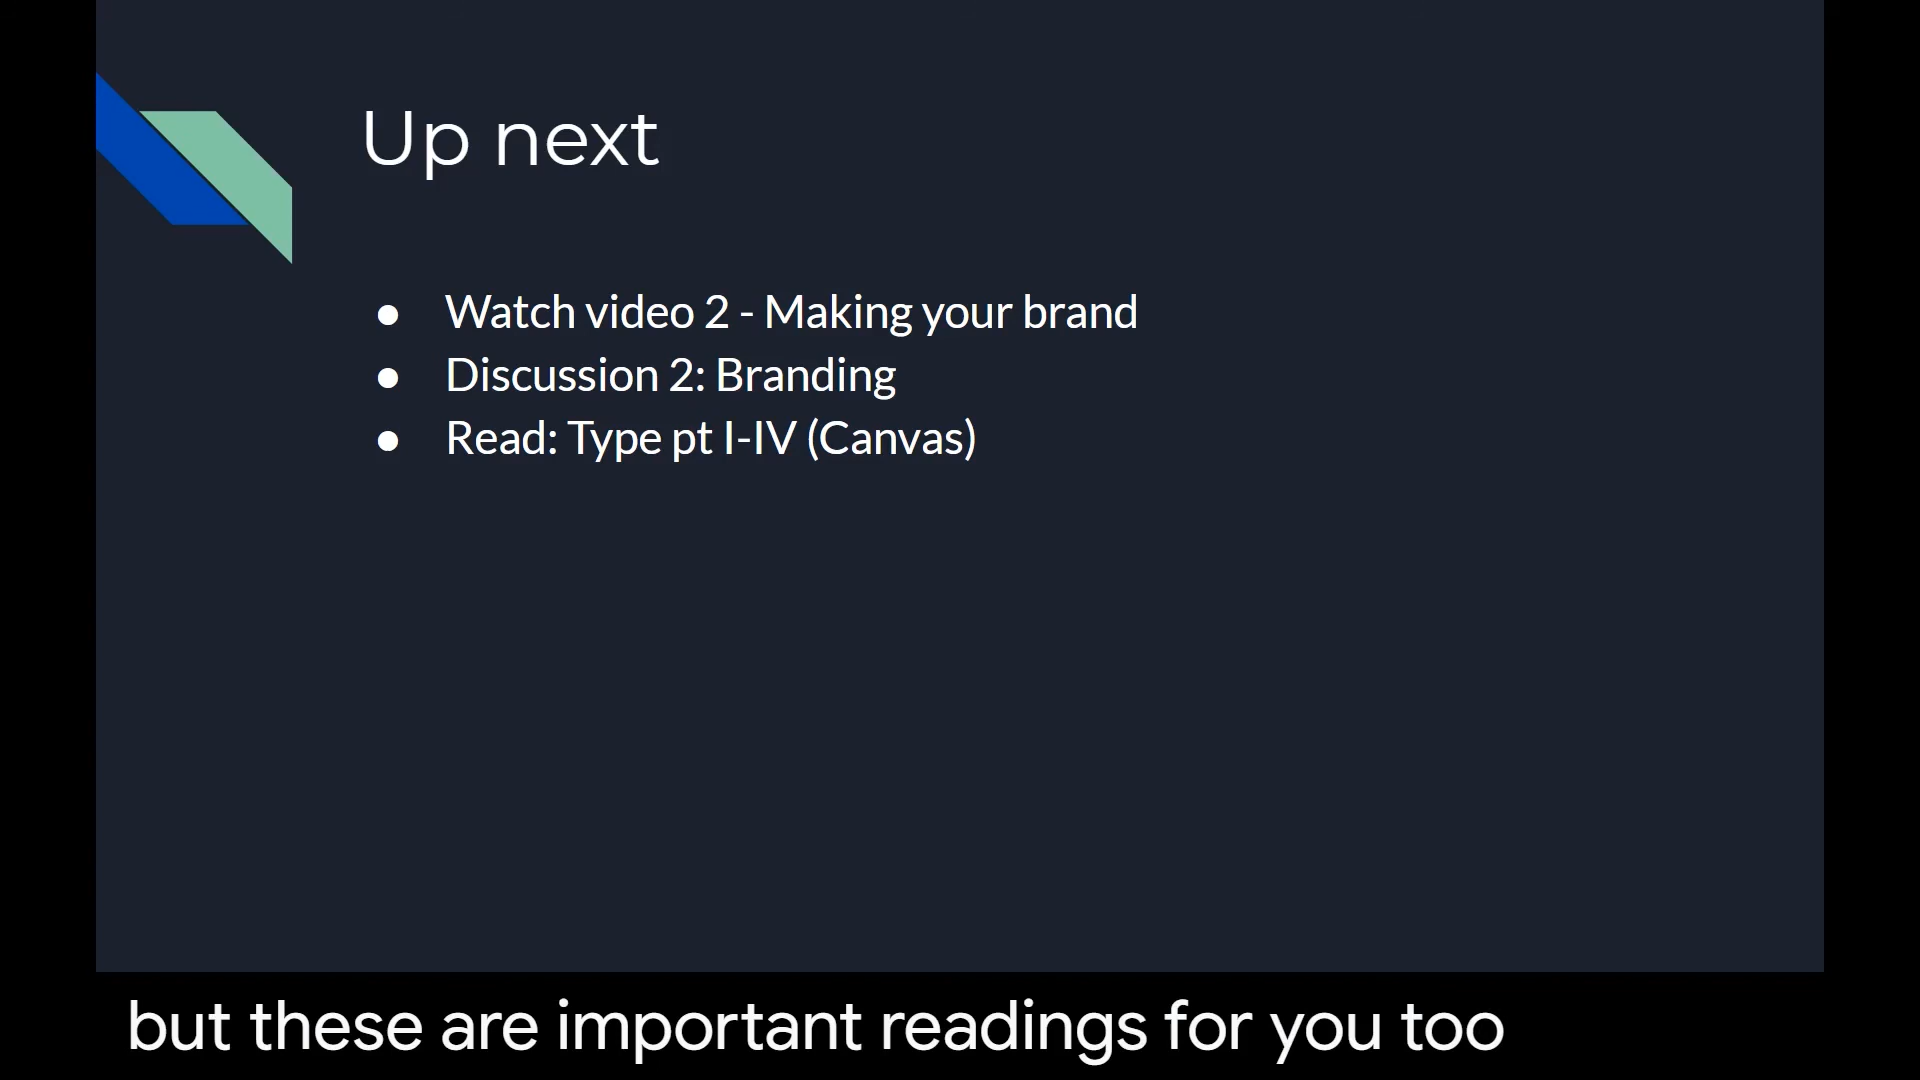 Up next
● Watch video 2 - Making your brand
● Discussion 2: Branding
● Read: Type pt I-IV (Canvas)
but these are important readings for you too